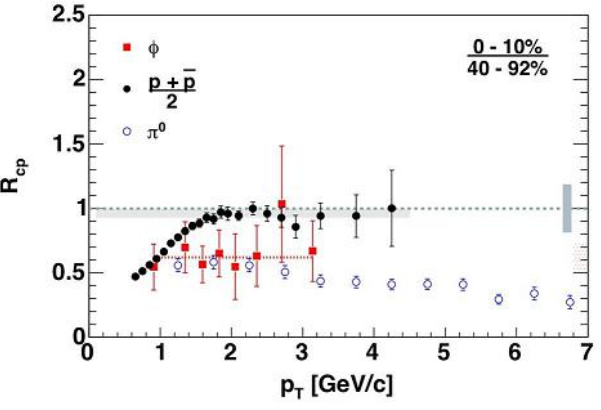 2.5
2
1.5
1
0.5
0
R_cp
ϕ
p + p̅
2
π⁰
0 - 10%
40 - 92%
0 1 2 3 4 5 6 7
p_T [GeV/c]